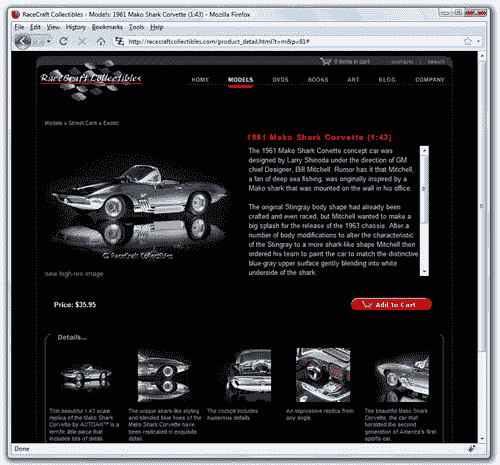 RaceCraft Collectibles - Models: 1961 Mako Shark Corvette (1:43) - Mozilla Firefox
File Edit View History Bookmarks Tools Help
http://racecraftcollectibles.com/product_detail.html?t=m&p=81#
0 items in cart | account | search
RaceCraft Collectibles
HOME MODELS DVDS BOOKS ART BLOG COMPANY
Models » Street Cars » Exotic
1961 Mako Shark Corvette (1:43)
The 1961 Mako Shark Corvette concept car was
designed by Larry Shinoda under the direction of GM
chief Designer, Bill Mitchell. Rumor has it that Mitchell,
a fan of deep sea fishing, was originally inspired by a
Mako shark that was mounted on the wall in his office.
The original Stingray body shape had already been
crafted and even raced, but Mitchell wanted to make a
big splash for the release of the 1963 chassis. After a
number of body modifications to alter the characteristic
of the Stingray to a more shark-like shape Mitchell then
ordered his team to paint the car to match the distinctive
blue-gray upper surface gently blending into white
underside of the shark.
© RaceCraft Collectibles
view high-res image
Price: $35.95
Add to Cart
Details...
This beautiful 1:43 scale
replica of the Mako Shark
Corvette by AUTOart™ is a
terrific little piece that
includes lots of detail.
The unique shark-like styling
and blended blue hues of the
Mako Shark Corvette have
been replicated in exquisite
detail.
The cockpit includes
numerous details.
An impressive replica from
any angle.
The beautiful Mako Shark
Corvette, the car that
heralded the second
generation of America's first
sports car.
Done